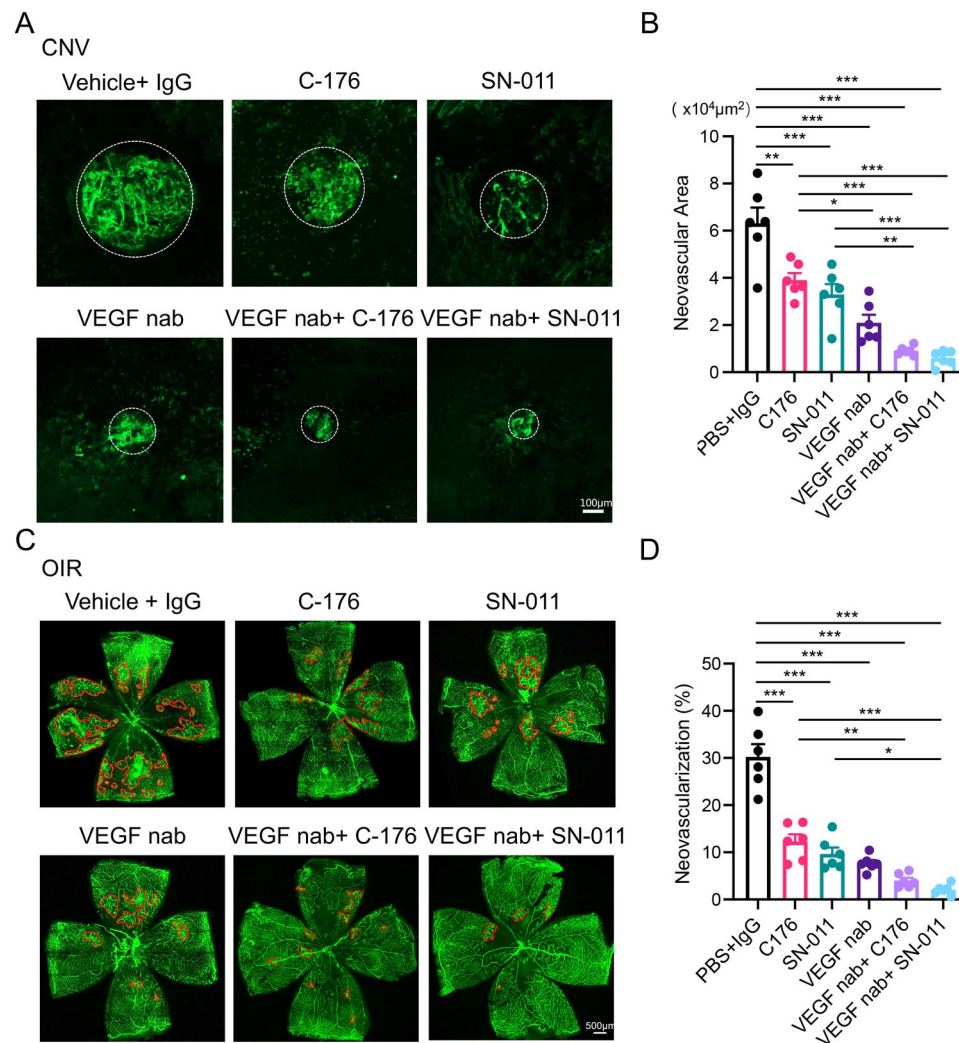 A
CNV
Vehicle+ IgG
C-176
SN-011
VEGF nab
VEGF nab+ C-176
VEGF nab+ SN-011
100μm
B
( x10⁴μm²)
***
***
***
***
***
**
***
*
***
***
**
10
8
6
4
2
0
Neovascular Area
PBS+IgG
C176
SN-011
VEGF nab
VEGF nab+ C176
VEGF nab+ SN-011
C
OIR
Vehicle + IgG
C-176
SN-011
VEGF nab
VEGF nab+ C-176
VEGF nab+ SN-011
500μm
D
***
***
***
***
***
***
**
*
50
40
30
20
10
0
Neovascularization (%)
PBS+IgG
C176
SN-011
VEGF nab
VEGF nab+ C176
VEGF nab+ SN-011